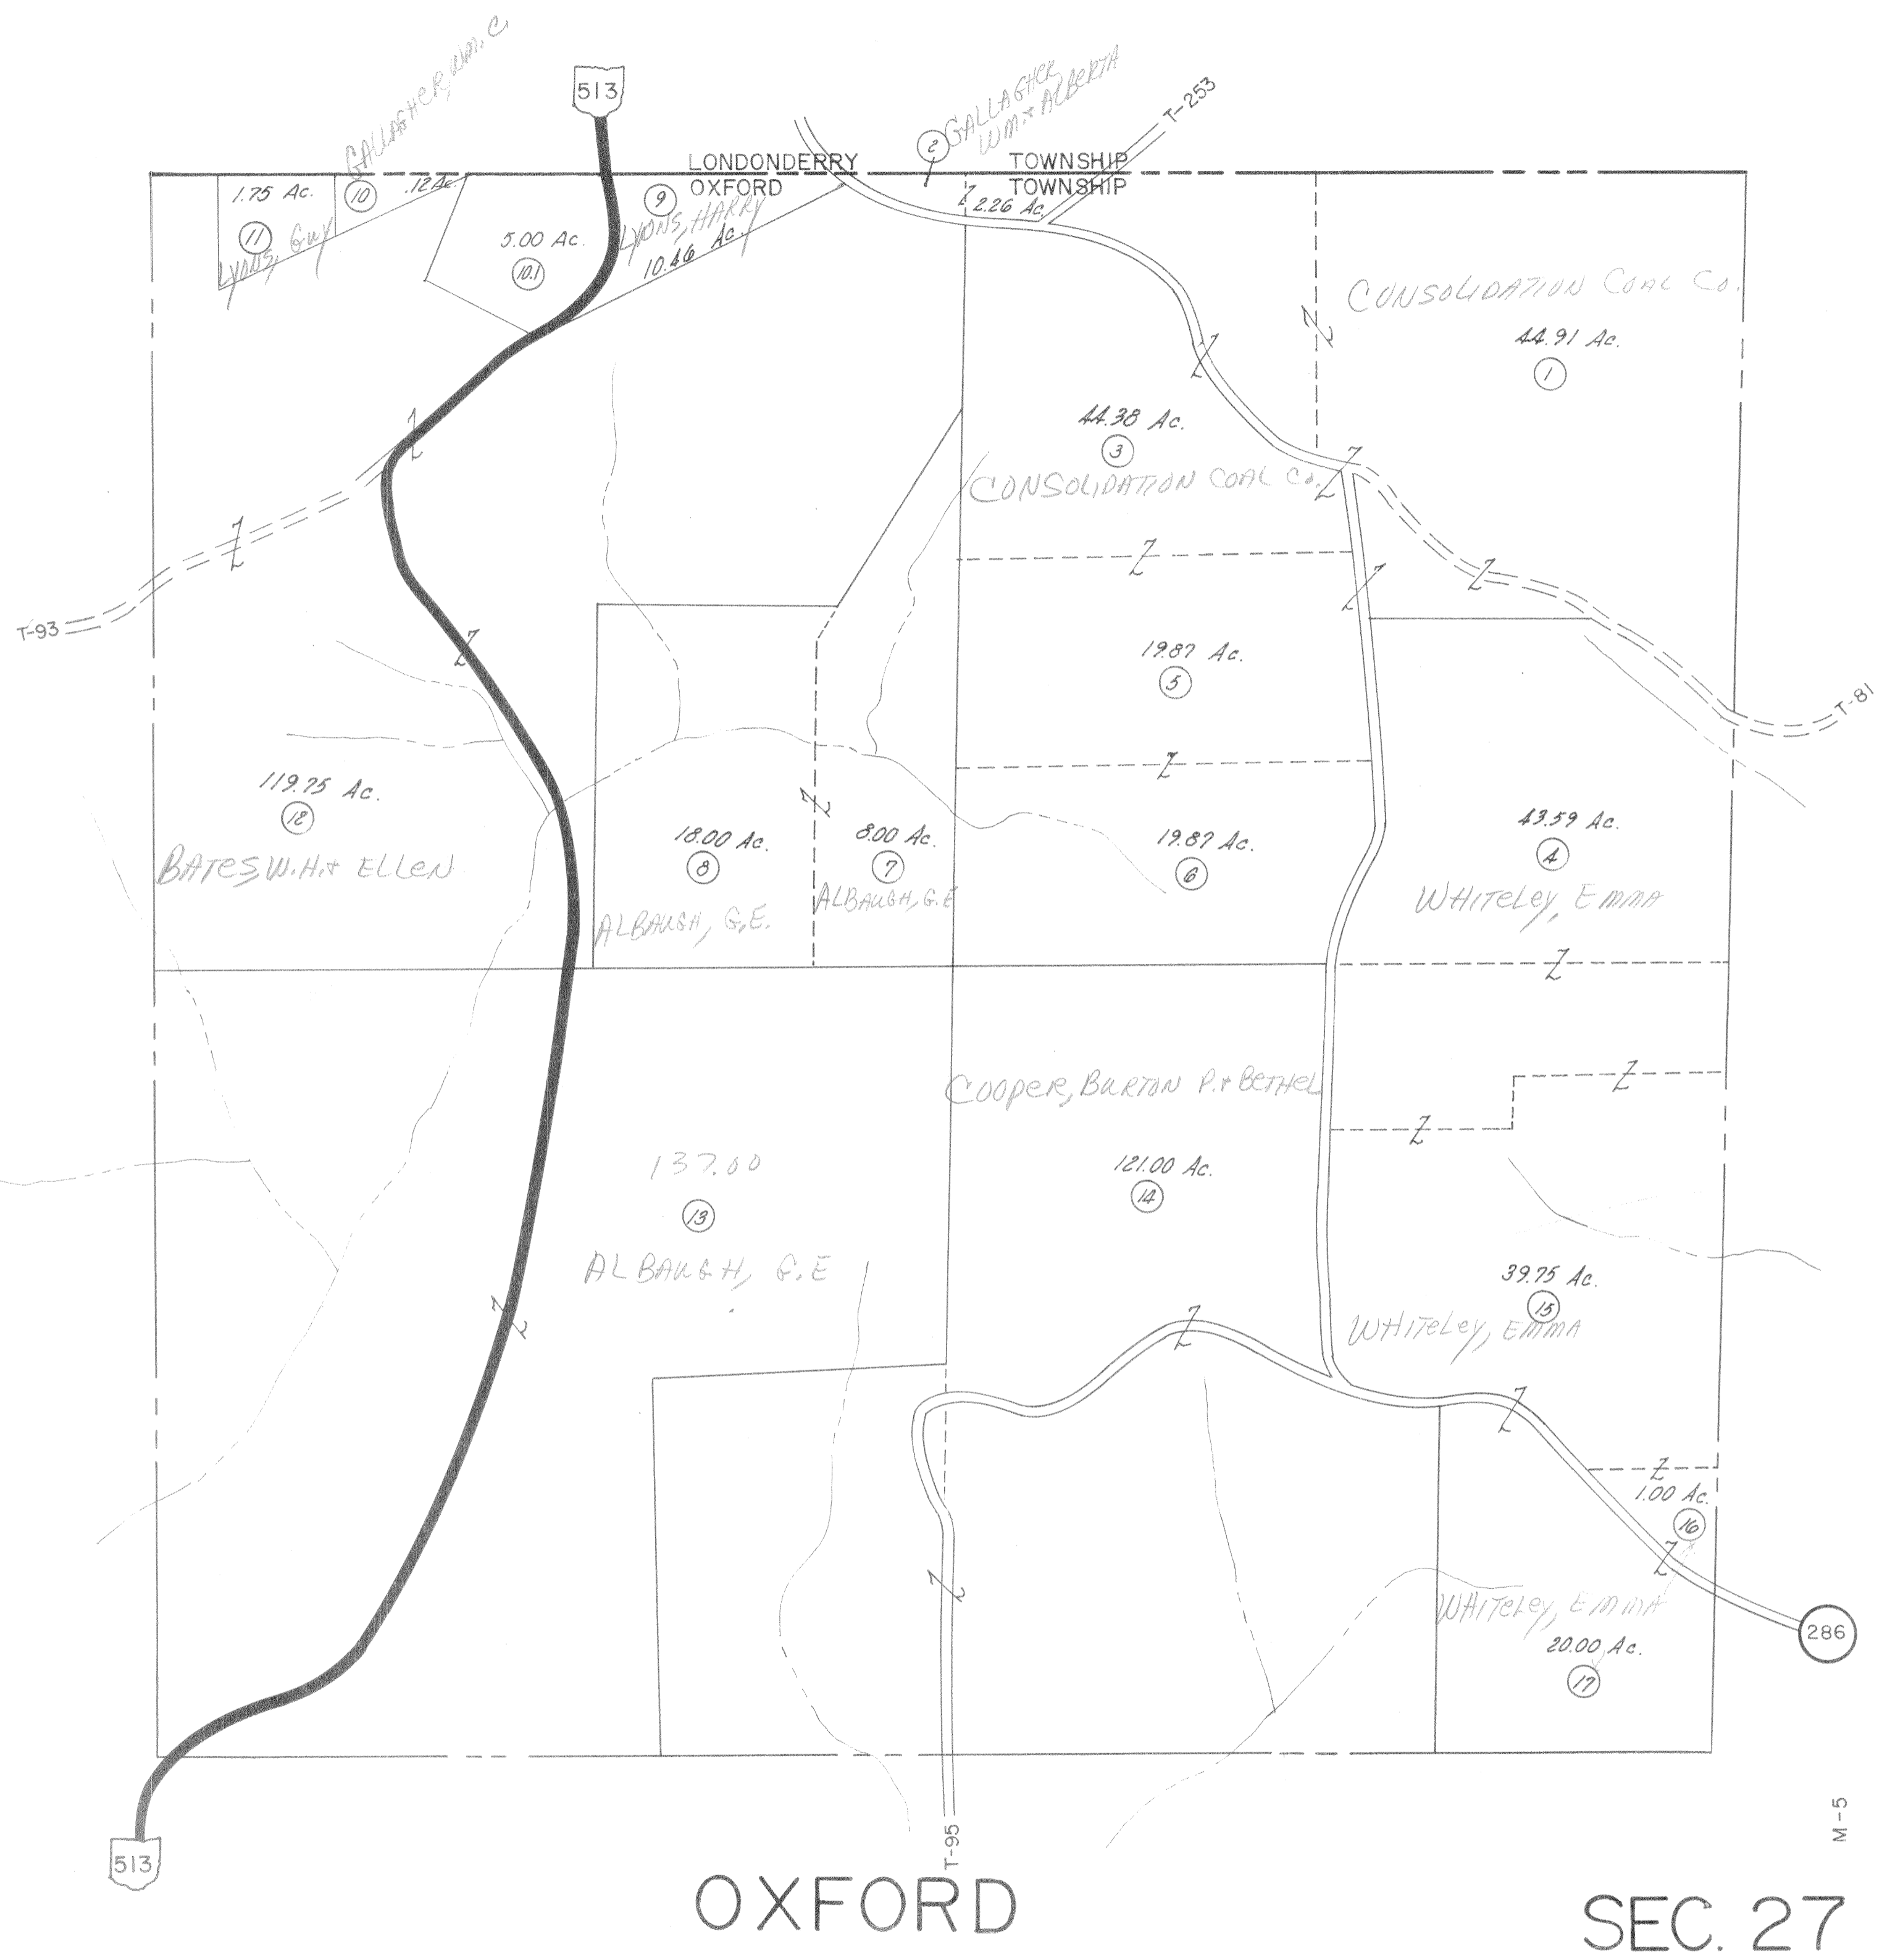 GALLAGHER, WM. C.
513
GALLAGHER
WM. & ALBERTA
T-253
2
LONDONDERRY TOWNSHIP
OXFORD TOWNSHIP
1.75 Ac.
10
.12 Ac.
9
11
LYONS, GUY
5.00 Ac.
10.1
LYONS, HARRY
10.46 Ac.
2.26 Ac.
CONSOLIDATION COAL CO.
44.91 Ac.
1
44.38 Ac.
3
CONSOLIDATION COAL CO.
T-93
19.87 Ac.
5
T-81
119.75 Ac.
12
BATES, W.H. & ELLEN
18.00 Ac.
8
ALBAUGH, G.E.
8.00 Ac.
7
ALBAUGH, G.E
19.87 Ac.
6
43.59 Ac.
4
WHITELEY, EMMA
COOPER, BURTON P. & BETHEL
137.00
13
ALBAUGH, G.E
121.00 Ac.
14
39.75 Ac.
15
WHITELEY, EMMA
1.00 Ac.
16
WHITELEY, EMMA
20.00 Ac.
17
286
M-5
513
T-95
OXFORD
SEC. 27